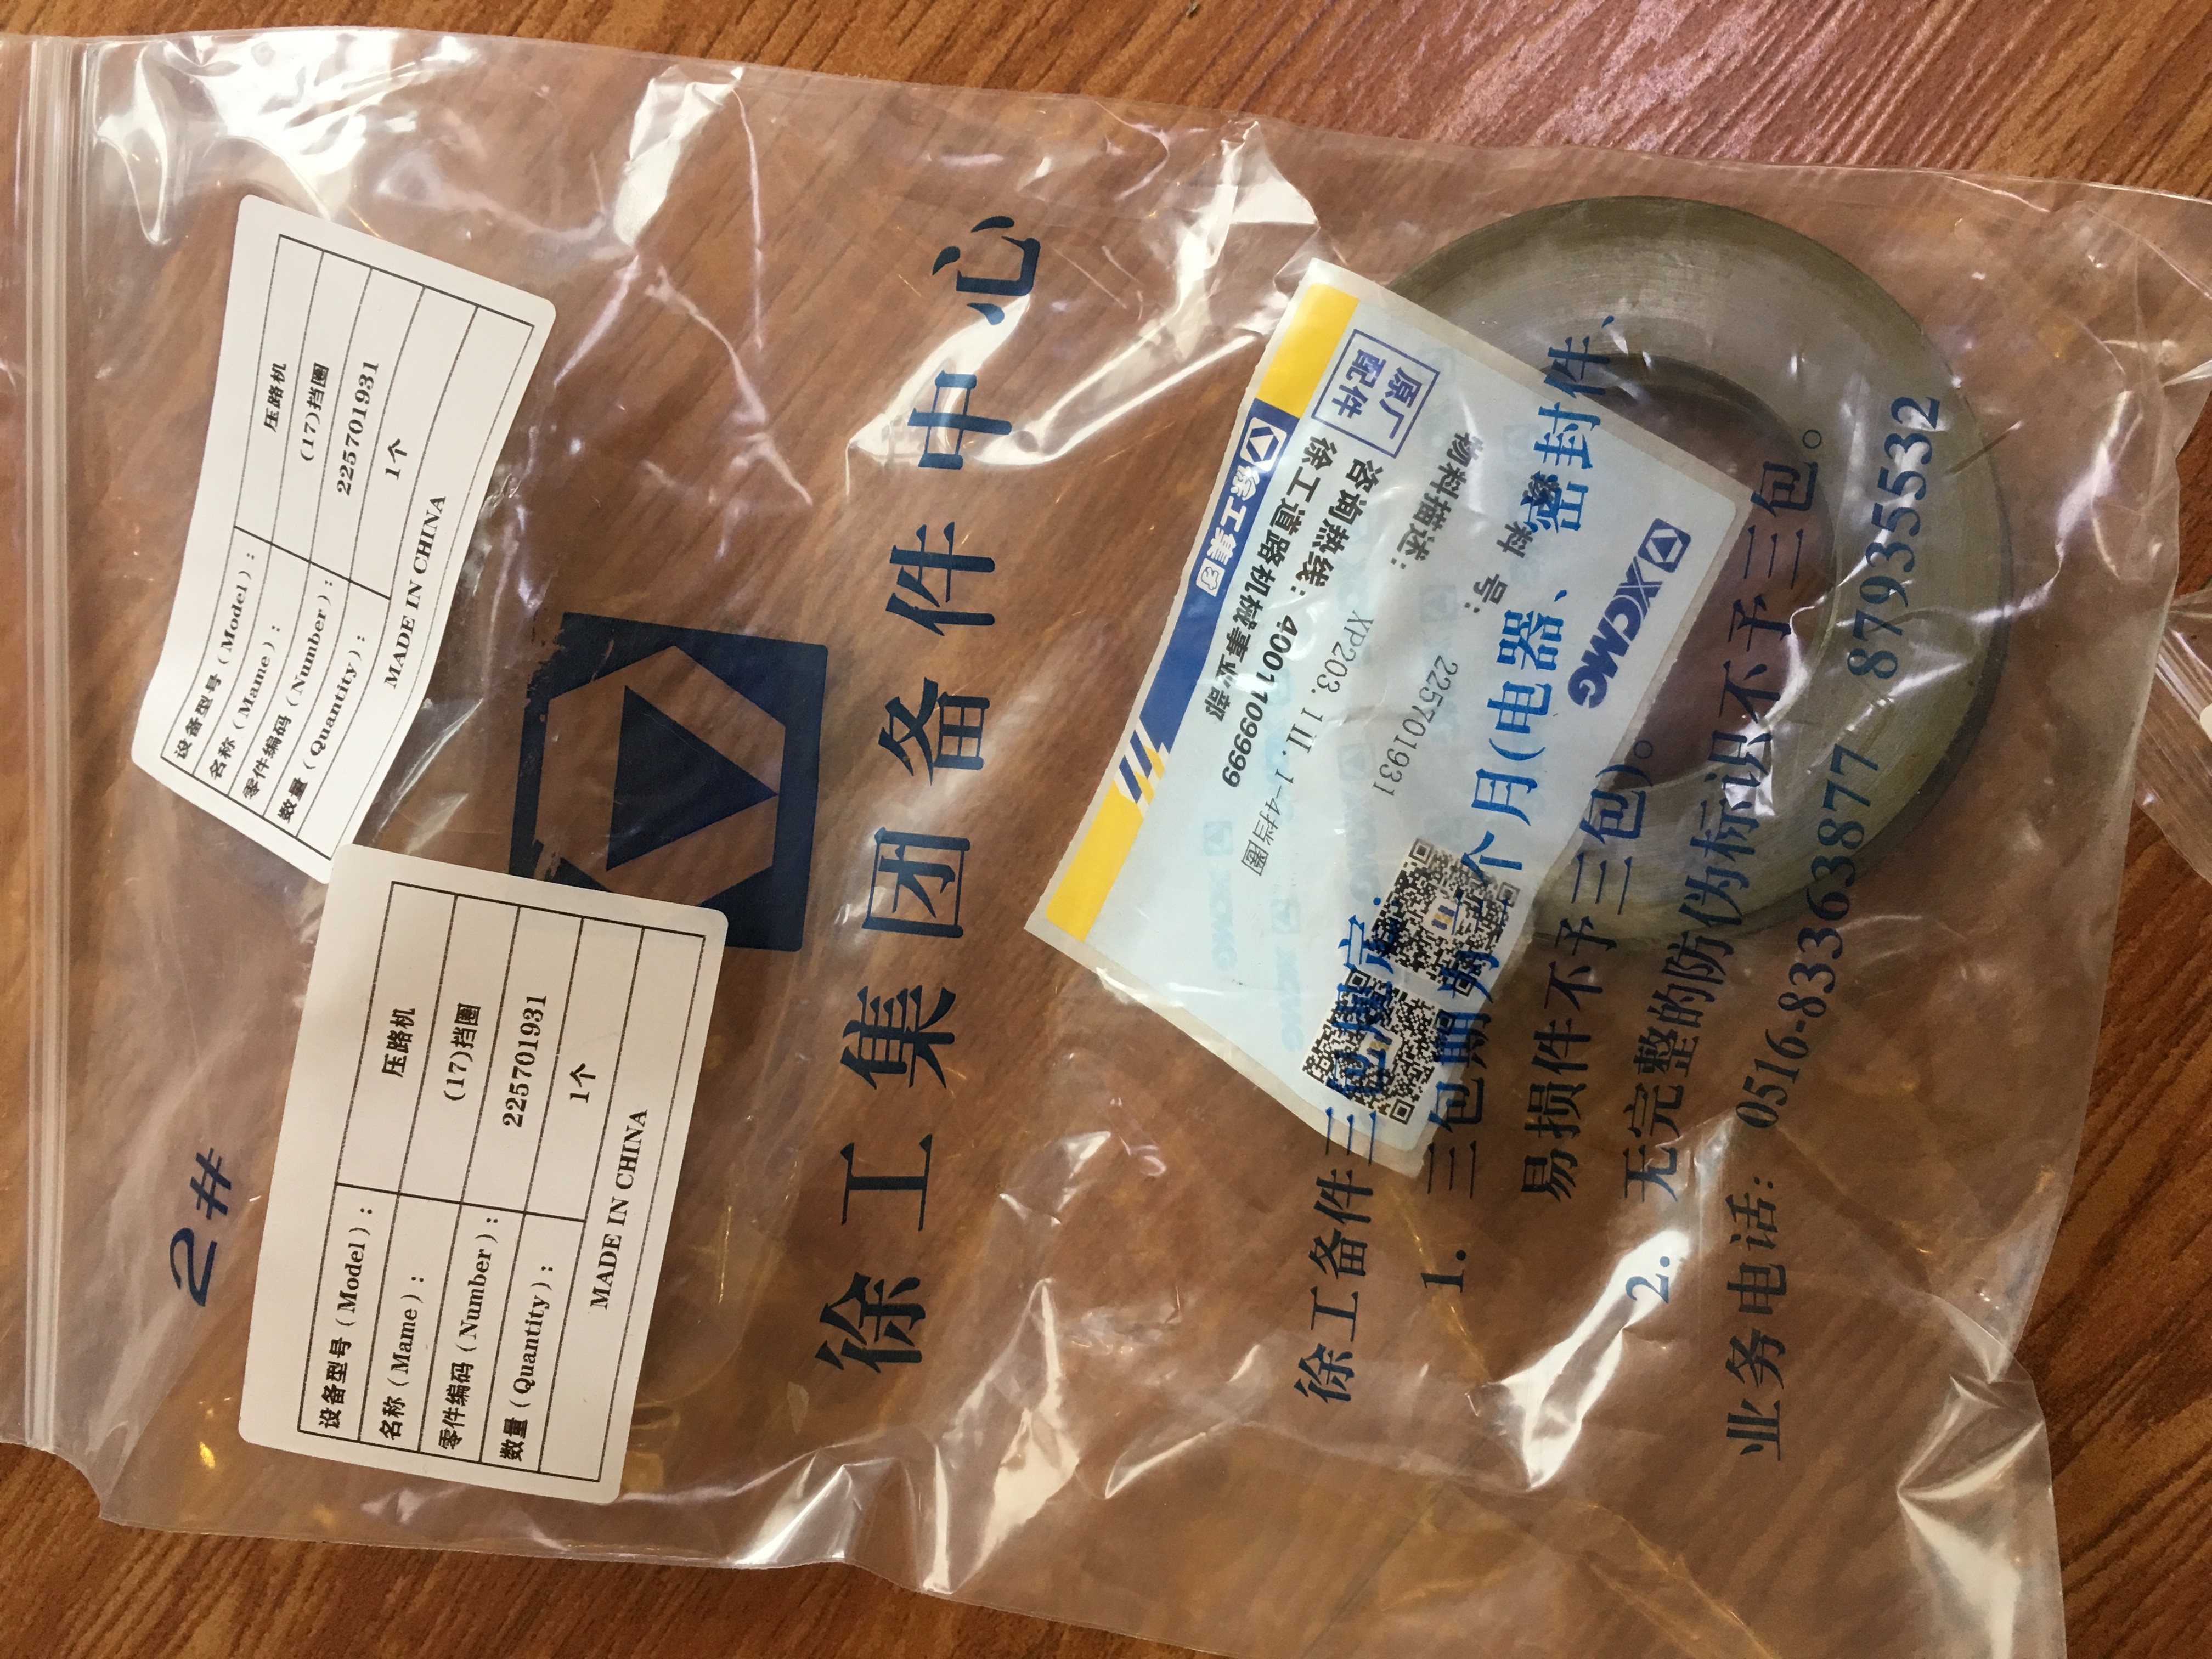 2#
设备型号（Model）： 压路机
名称（Mame）： (17)挡圈
零件编码（Number）： 225701931
数量（Quantity）： 1个
MADE IN CHINA
设备型号（Model）： 压路机
名称（Mame）： (17)挡圈
零件编码（Number）： 225701931
数量（Quantity）： 1个
MADE IN CHINA
徐工集团备件中心
徐工集团
原厂
配件
徐工道路机械事业部
咨询热线：4001109999
物料描述： XP203.1Ⅱ.1-4挡圈
料 号： 225701931
XCMG
徐工备件三包规定.
1. 三包期为三个月(电器、密封件、
易损件不予三包)。
2. 无完整的防伪标识不予三包。
业务电话: 0516-83363877 87935532